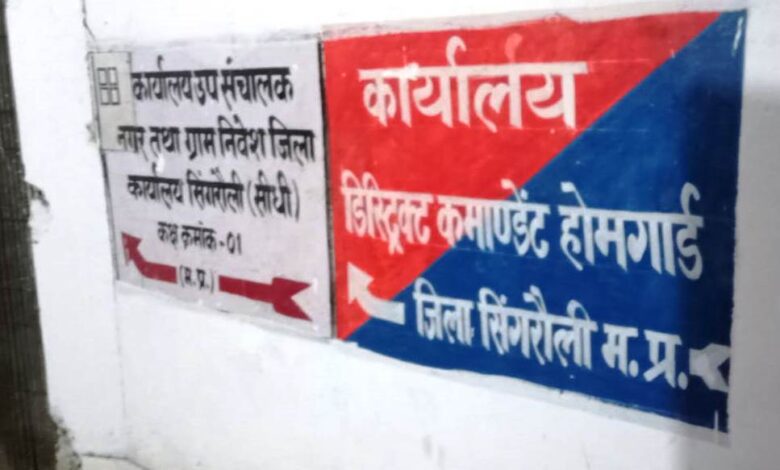 कार्यालय उप संचालक
नगर तथा ग्राम निवेश जिला
कार्यालय सिंगरौली (सीधी)
कक्ष क्रमांक-01
(म.प्र.)
कार्यालय
डिस्ट्रिक्ट कमाण्डेंट होमगार्ड
जिला सिंगरौली म.प्र.